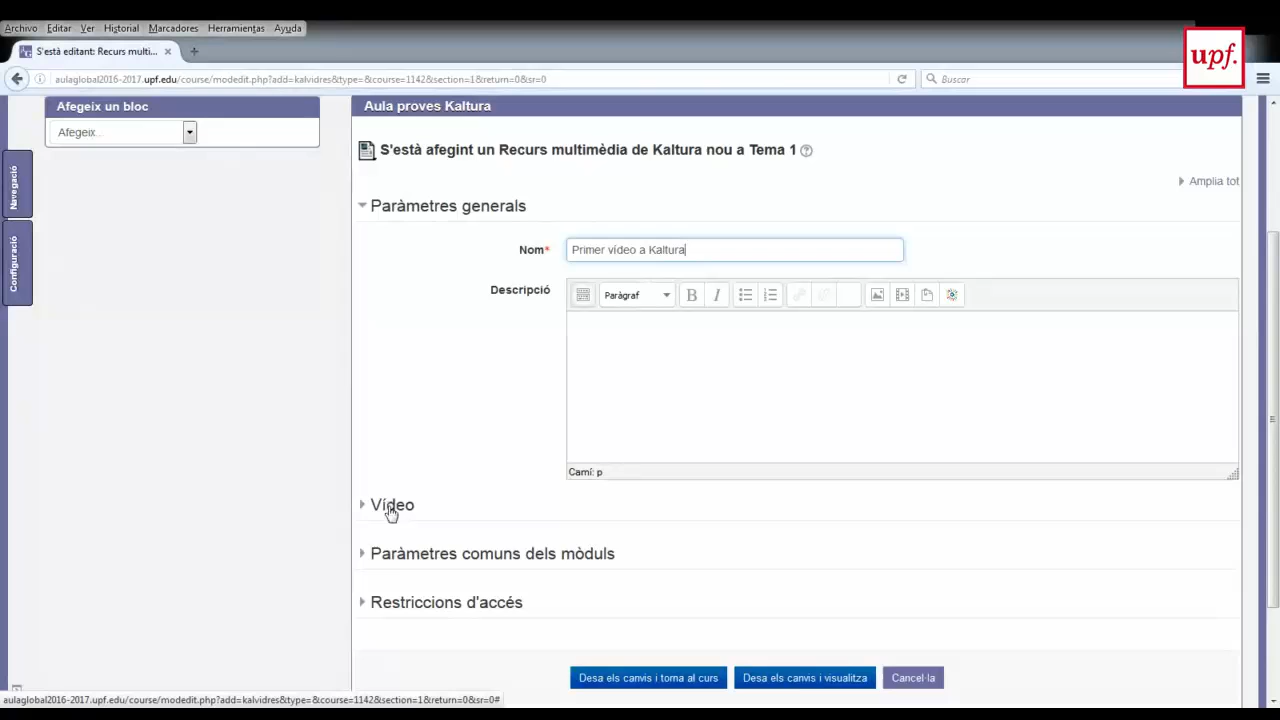 Archivo Editar Ver Historial Marcadores Herramientas Ayuda
S'està editant: Recurs multi... × +
upf.
aulaglobal2016-2017.upf.edu/course/modedit.php?add=kalvidres&type=&course=1142&section=1&return=0&sr=0
Buscar
Afegeix un bloc
Afegeix...
Navegació
Configuració
Aula proves Kaltura
S'està afegint un Recurs multimèdia de Kaltura nou a Tema 1
Amplia tot
Paràmetres generals
Nom* Primer vídeo a Kaltura
Descripció
Paràgraf B I
Camí: p
Vídeo
Paràmetres comuns dels mòduls
Restriccions d'accés
Desa els canvis i torna al curs Desa els canvis i visualitza Cancel·la
aulaglobal2016-2017.upf.edu/course/modedit.php?add=kalvidres&type=&course=1142&section=1&return=0&sr=0#